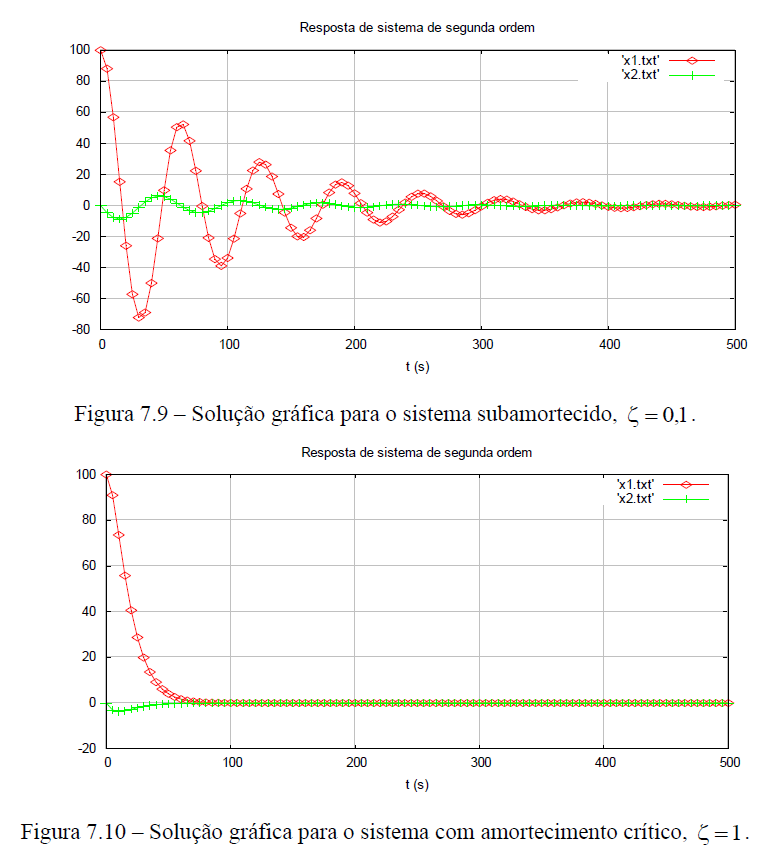 Resposta de sistema de segunda ordem
100
80
60
40
20
0
-20
-40
-60
-80
'x1.txt'
'x2.txt'
0 100 200 300 400 500
t (s)
Figura 7.9 – Solução gráfica para o sistema subamortecido, ζ = 0,1.
Resposta de sistema de segunda ordem
100
80
60
40
20
0
-20
'x1.txt'
'x2.txt'
0 100 200 300 400 500
t (s)
Figura 7.10 – Solução gráfica para o sistema com amortecimento crítico, ζ = 1.